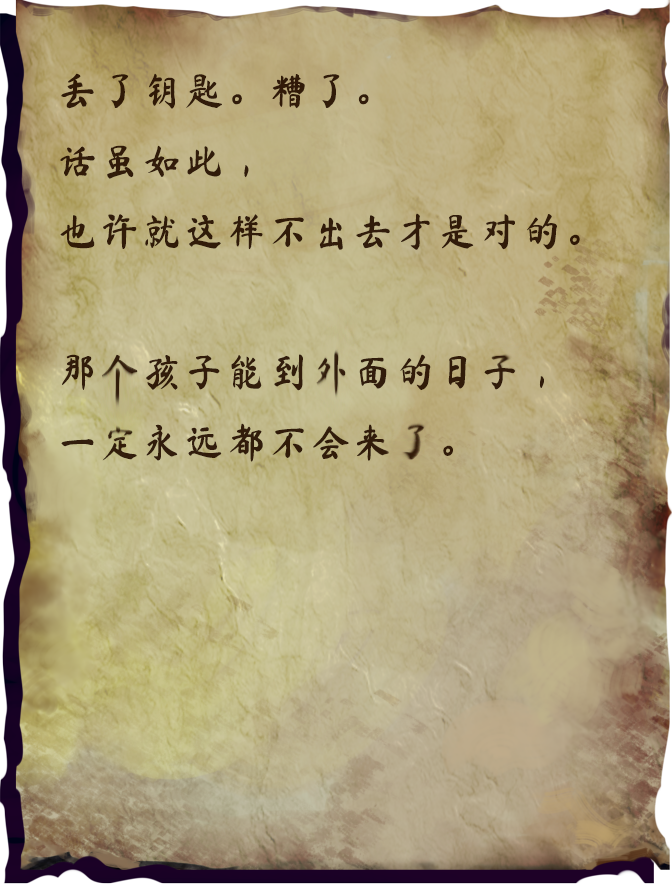 丢了钥匙。糟了。
话虽如此，
也许就这样不出去才是对的。
那个孩子能到外面的日子，
一定永远都不会来了。